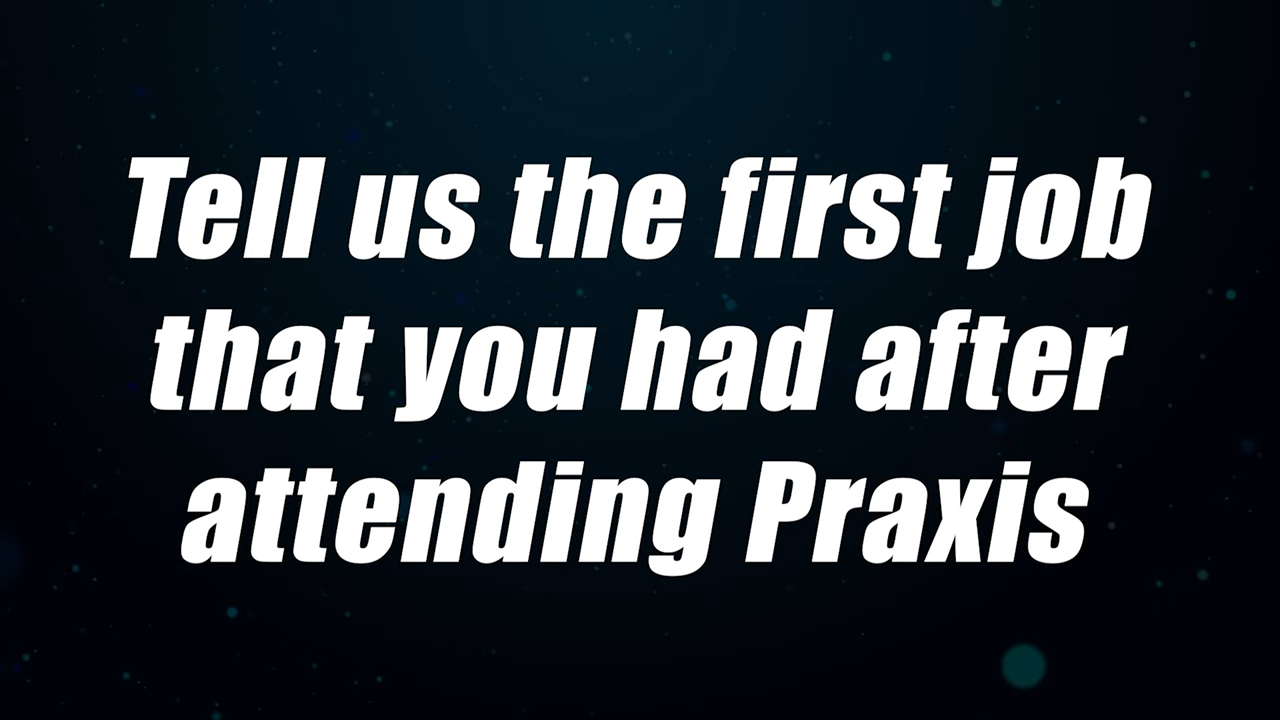 Tell us the first job
that you had after
attending Praxis